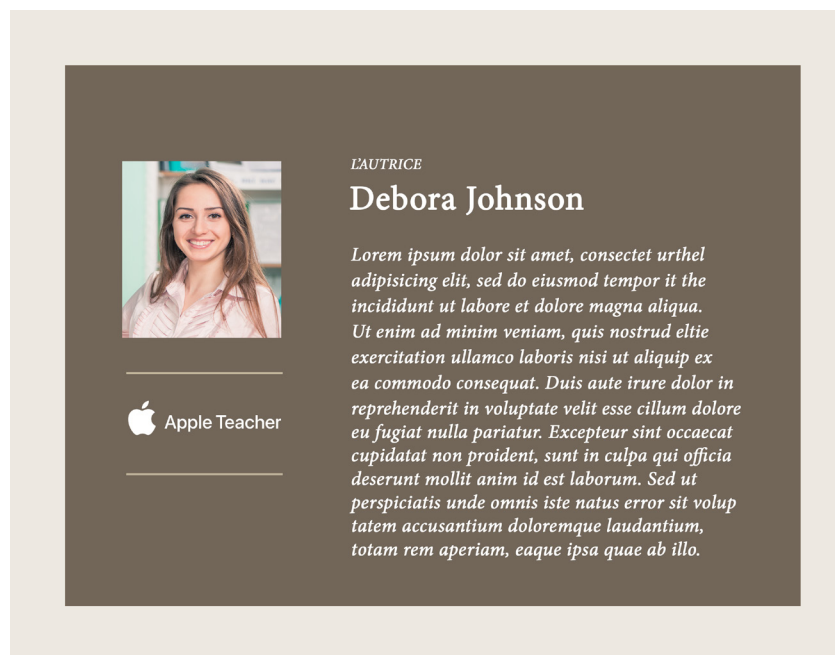 L'AUTRICE
Debora Johnson
Lorem ipsum dolor sit amet, consectet urthel
adipisicing elit, sed do eiusmod tempor it the
incididunt ut labore et dolore magna aliqua.
Ut enim ad minim veniam, quis nostrud eltie
exercitation ullamco laboris nisi ut aliquip ex
ea commodo consequat. Duis aute irure dolor in
reprehenderit in voluptate velit esse cillum dolore
eu fugiat nulla pariatur. Excepteur sint occaecat
cupidatat non proident, sunt in culpa qui officia
deserunt mollit anim id est laborum. Sed ut
perspiciatis unde omnis iste natus error sit volup
tatem accusantium doloremque laudantium,
totam rem aperiam, eaque ipsa quae ab illo.
Apple Teacher